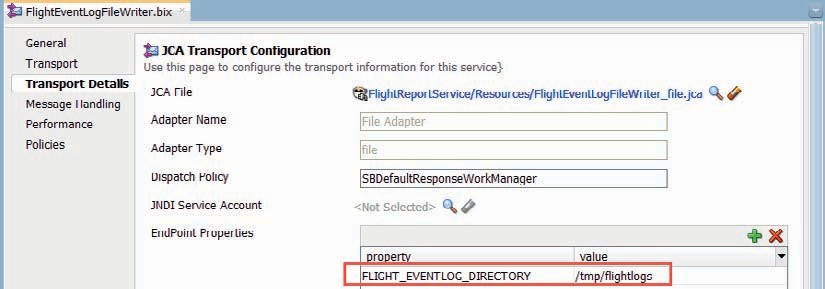 FlightEventLogFileWriter.bix
General
Transport
Transport Details
Message Handling
Performance
Policies
JCA Transport Configuration
Use this page to configure the transport information for this service}
JCA File FlightReportService/Resources/FlightEventLogFileWriter_file.jca
Adapter Name File Adapter
Adapter Type file
Dispatch Policy SBDefaultResponseWorkManager
JNDI Service Account <Not Selected>
EndPoint Properties
property value
FLIGHT_EVENTLOG_DIRECTORY /tmp/flightlogs